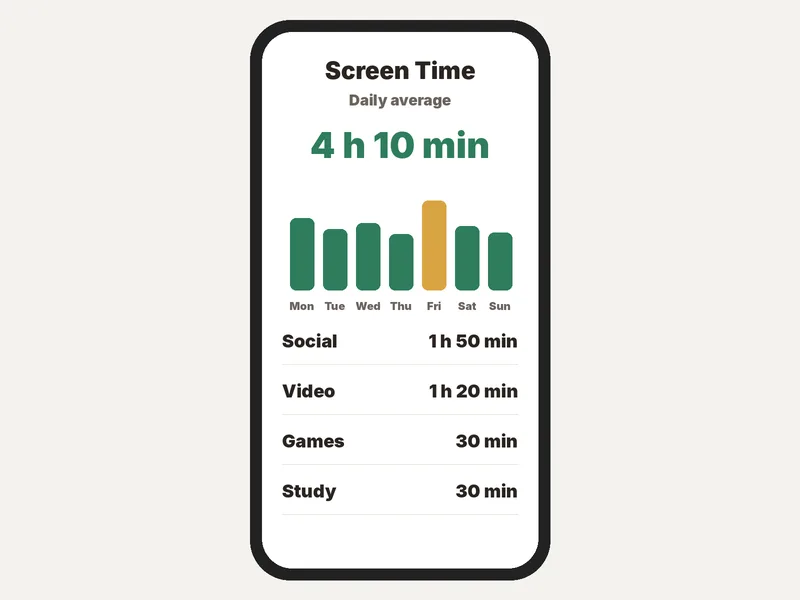 Screen Time
Daily average
4 h 10 min
Mon Tue Wed Thu Fri Sat Sun
Social 1 h 50 min
Video 1 h 20 min
Games 30 min
Study 30 min